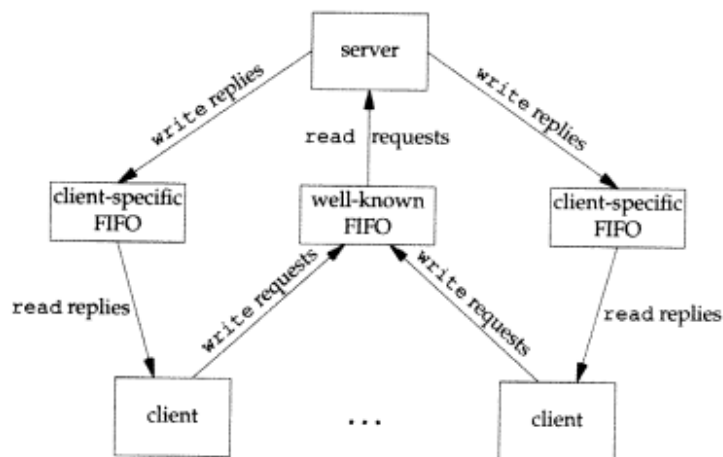 server
write replies
write replies
read requests
client-specific
FIFO
well-known
FIFO
client-specific
FIFO
read replies
write requests
write requests
read replies
client
...
client